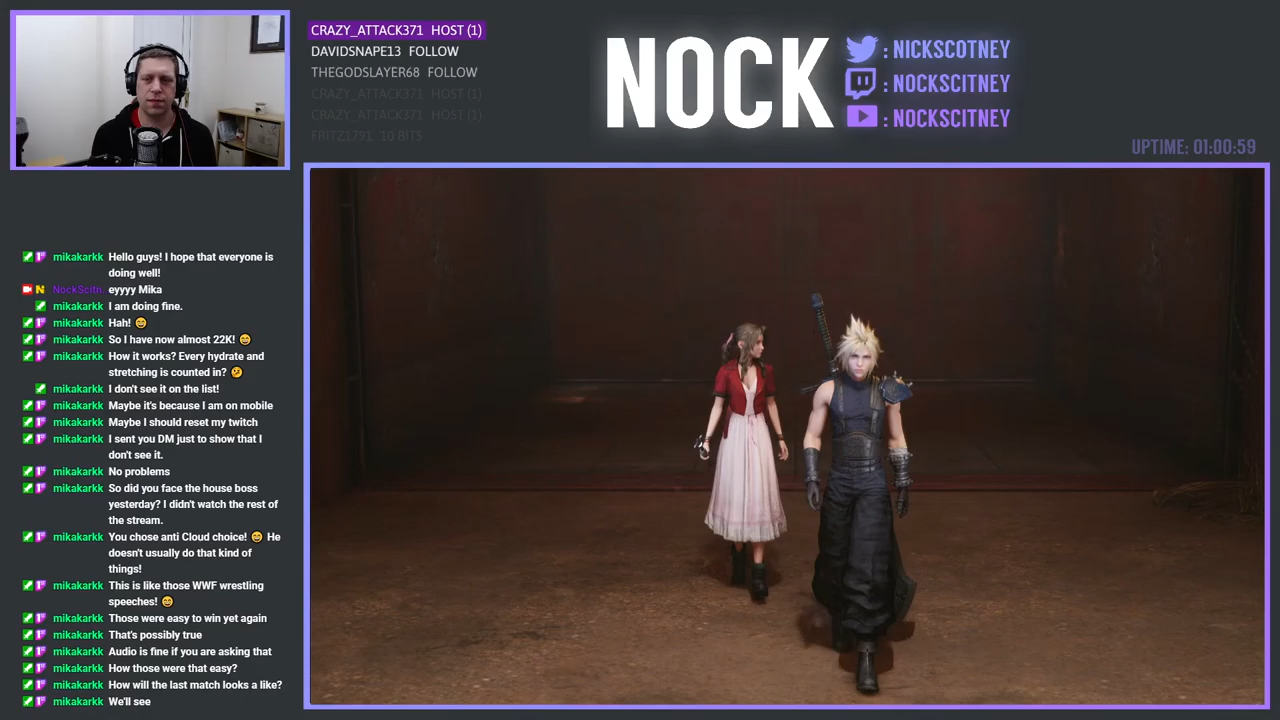 CRAZY_ATTACK371 HOST (1)
DAVIDSNAPE13 FOLLOW
THEGODSLAYER68 FOLLOW
CRAZY_ATTACK371 HOST (1)
CRAZY_ATTACK371 HOST (1)
FRITZ1791 10 BITS
NOCK
: NICKSCOTNEY
: NOCKSCITNEY
: NOCKSCITNEY
UPTIME: 01:00:59
mikakarkk Hello guys! I hope that everyone is
doing well!
NockScitn. eyyyy Mika
mikakarkk I am doing fine.
mikakarkk Hah! 😄
mikakarkk So I have now almost 22K! 😄
mikakarkk How it works? Every hydrate and
stretching is counted in? 🤔
mikakarkk I don't see it on the list!
mikakarkk Maybe it's because I am on mobile
mikakarkk Maybe I should reset my twitch
mikakarkk I sent you DM just to show that I
don't see it.
mikakarkk No problems
mikakarkk So did you face the house boss
yesterday? I didn't watch the rest of
the stream.
mikakarkk You chose anti Cloud choice! 😄 He
doesn't usually do that kind of
things!
mikakarkk This is like those WWF wrestling
speeches! 😄
mikakarkk Those were easy to win yet again
mikakarkk That's possibly true
mikakarkk Audio is fine if you are asking that
mikakarkk How those were that easy?
mikakarkk How will the last match looks a like?
mikakarkk We'll see